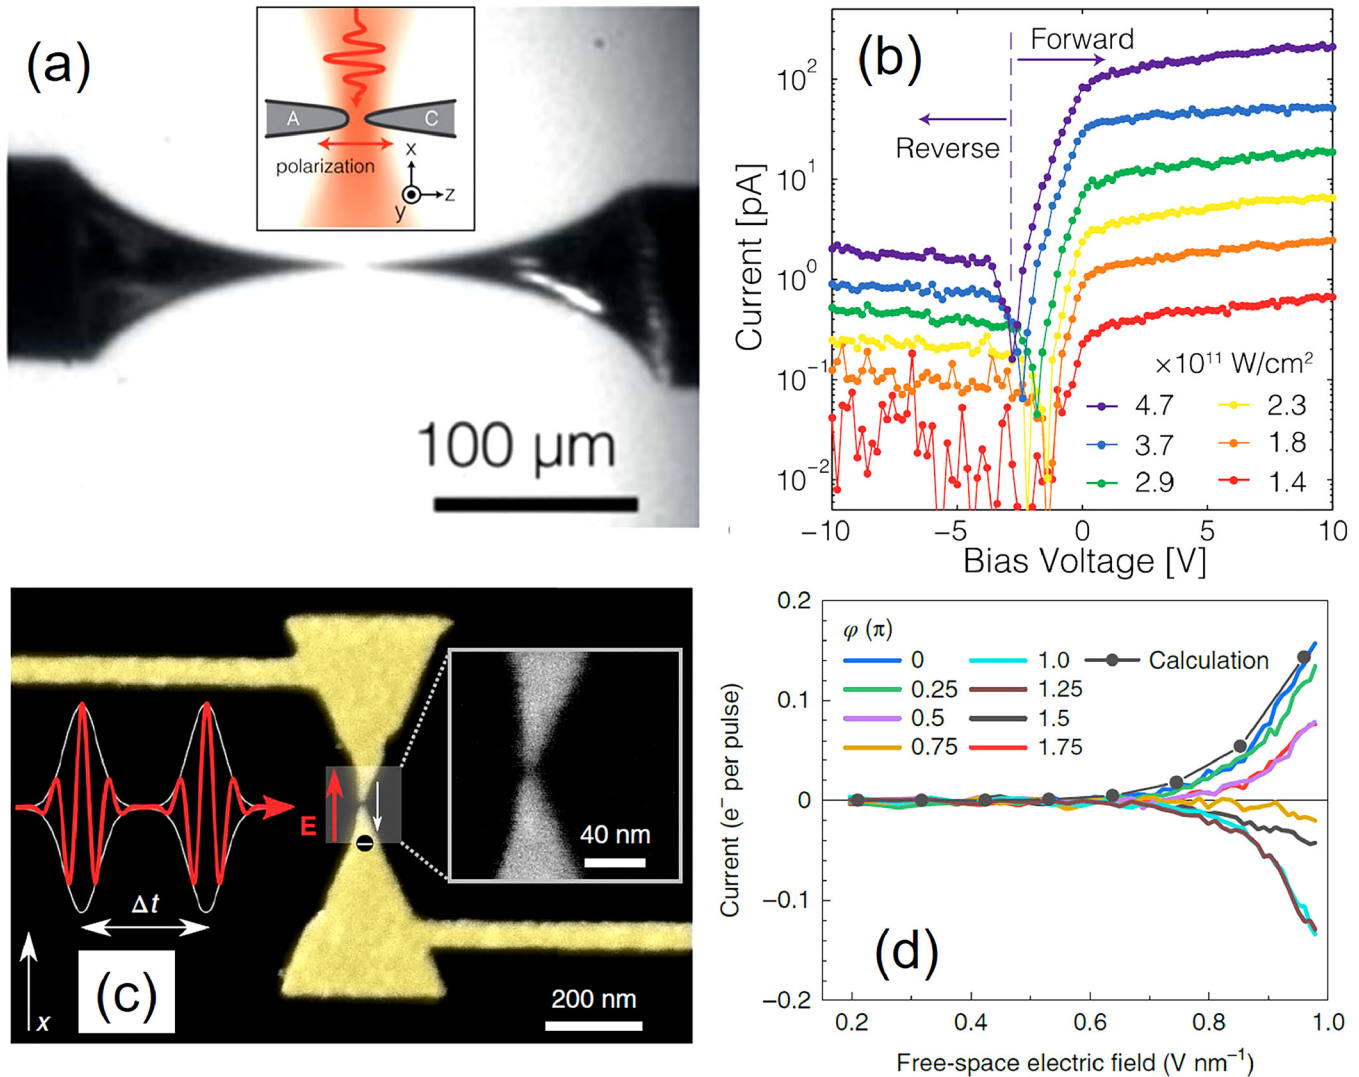 (a)
A
C
polarization
x
y
z
100 μm
(b)
Forward
Reverse
Current [pA]
10²
10¹
10⁰
10⁻¹
10⁻²
×10¹¹ W/cm²
4.7
2.3
3.7
1.8
2.9
1.4
−10
−5
0
5
10
Bias Voltage [V]
(c)
E
Δt
x
40 nm
200 nm
(d)
φ (π)
0
1.0
Calculation
0.25
1.25
0.5
1.5
0.75
1.75
Current (e⁻ per pulse)
0.2
0.1
0
−0.1
−0.2
0.2
0.4
0.6
0.8
1.0
Free-space electric field (V nm⁻¹)